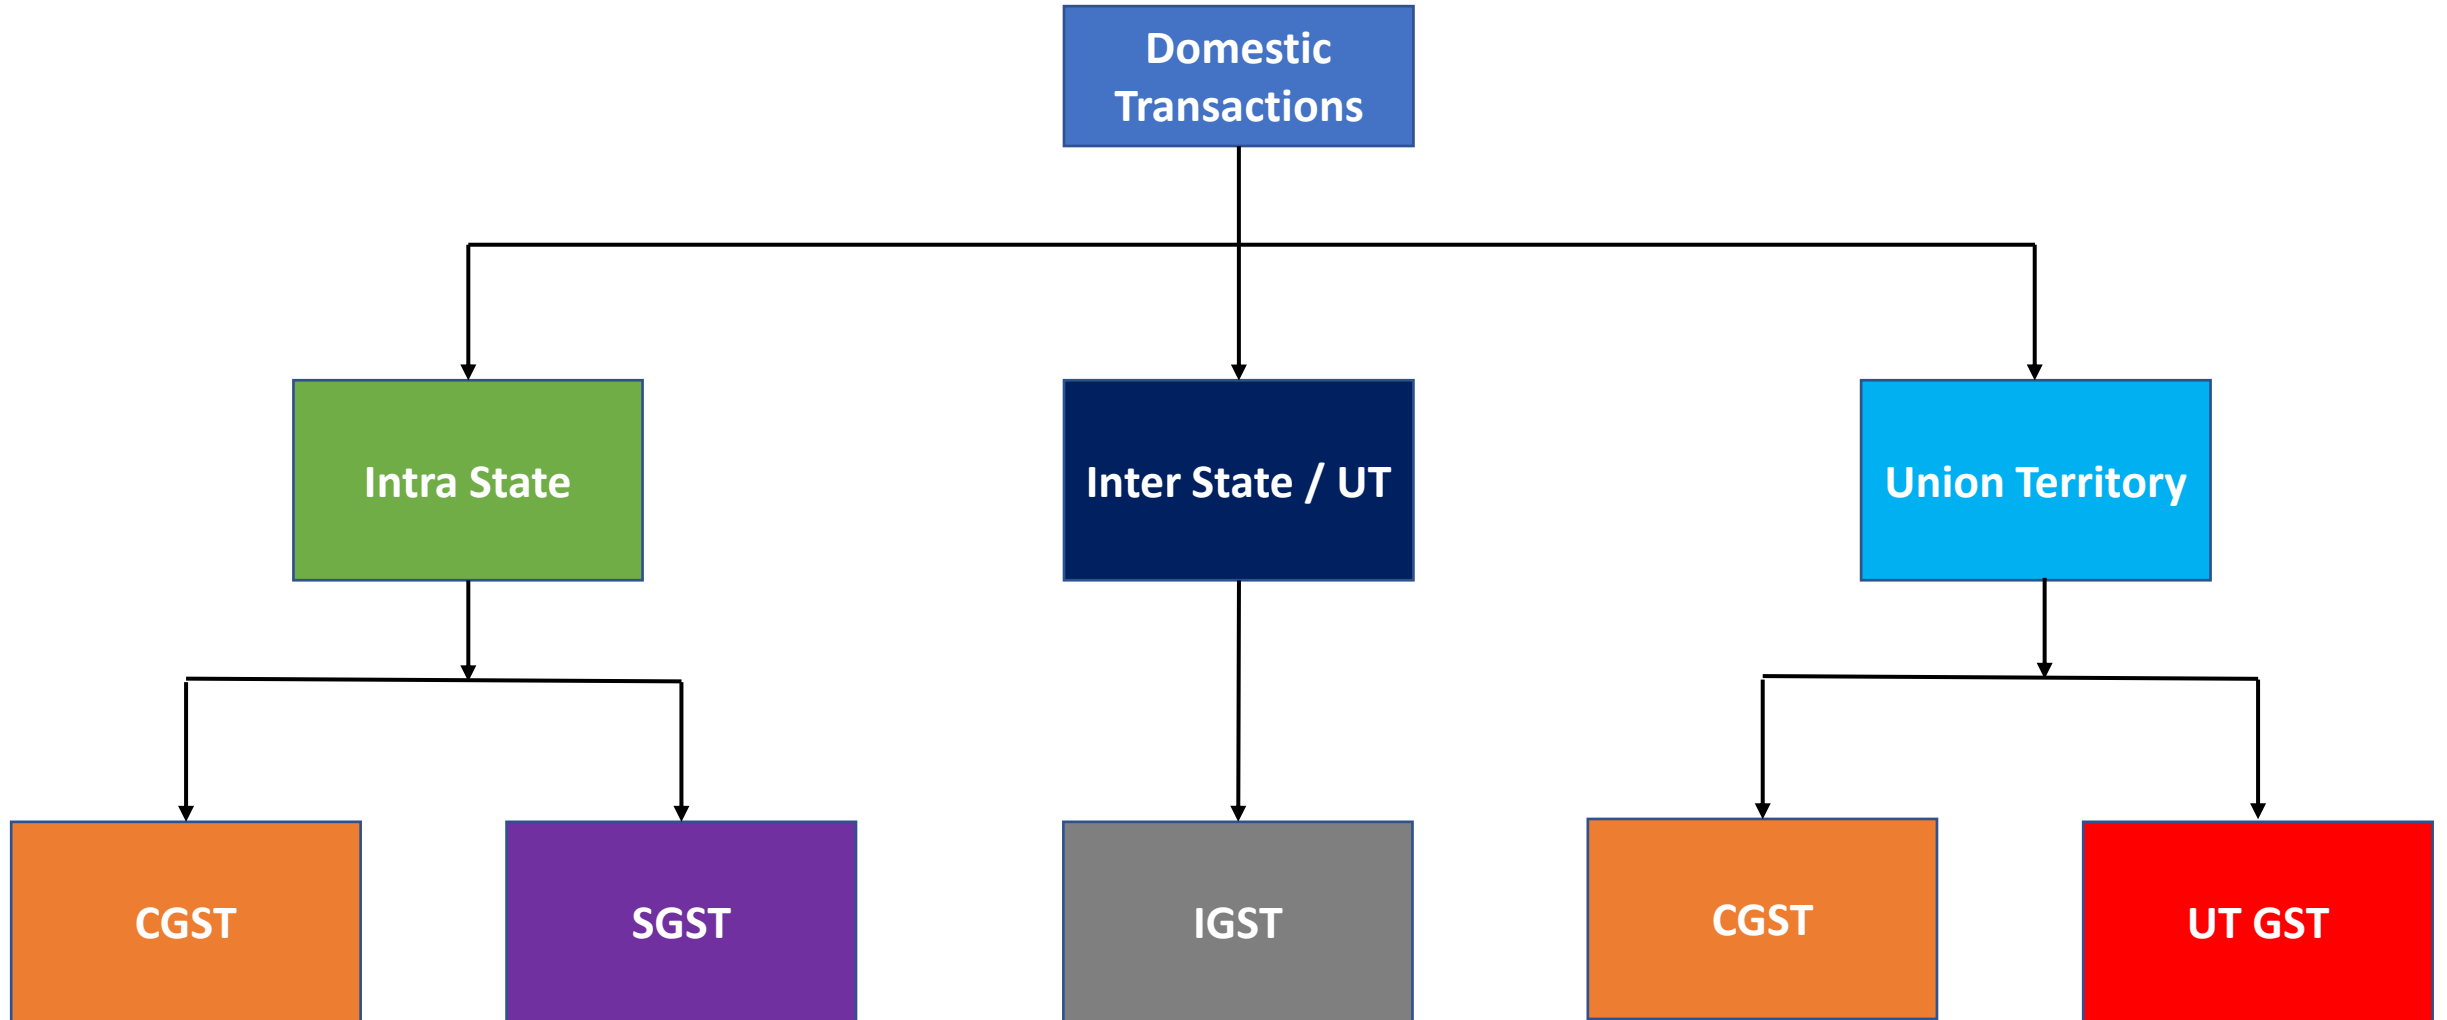 Domestic
Transactions
Intra State
Inter State / UT
Union Territory
CGST
SGST
IGST
CGST
UT GST